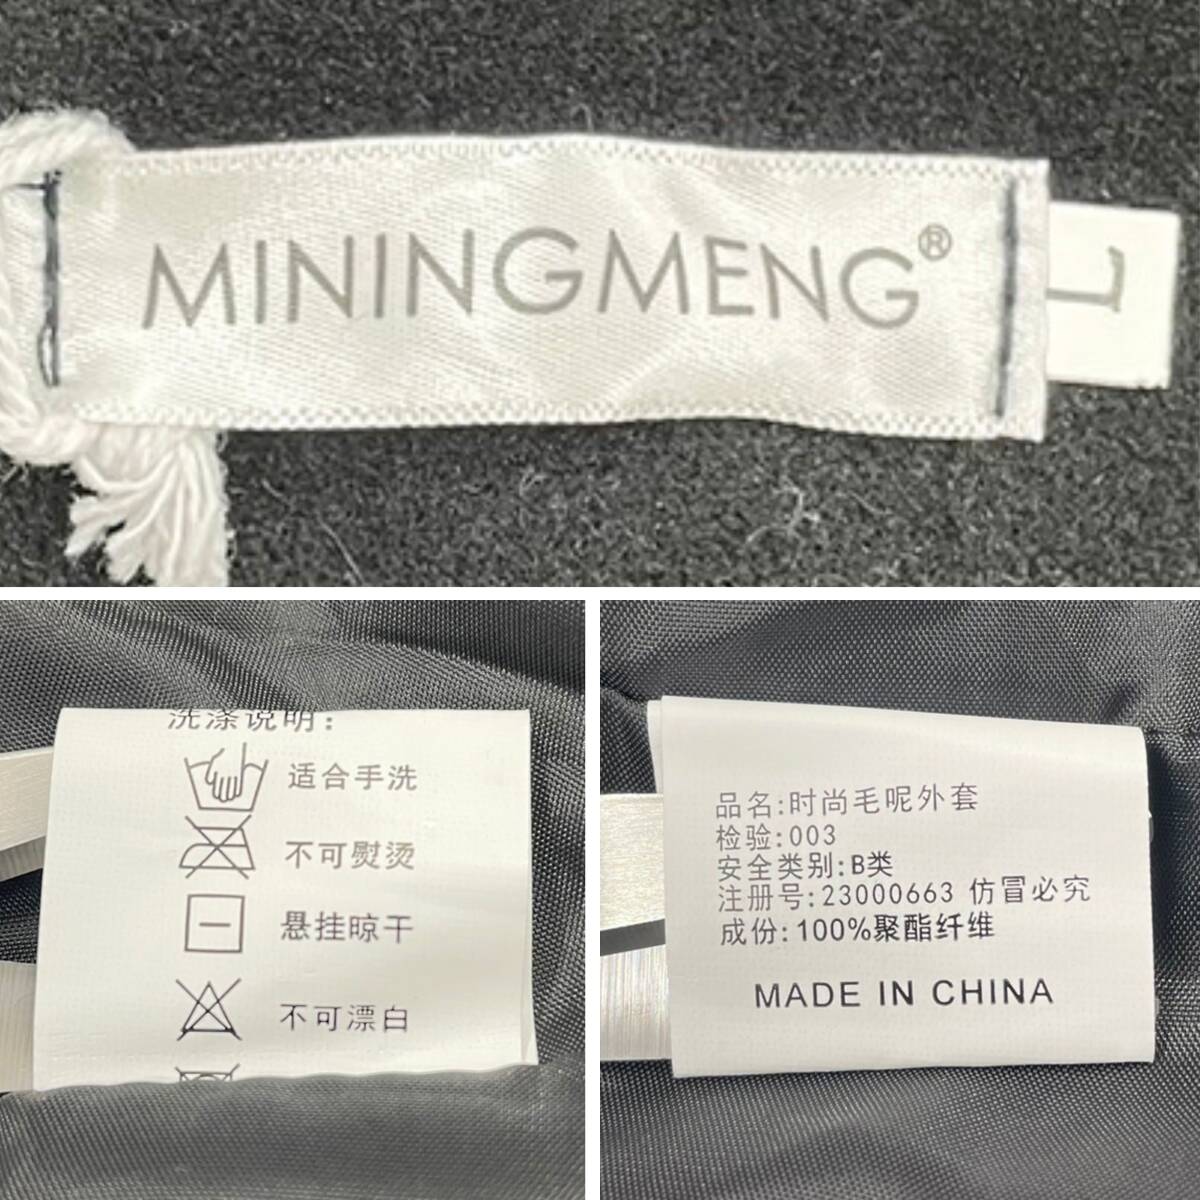 MININGMENG®
L
洗涤说明:
适合手洗
不可熨烫
悬挂晾干
不可漂白
品名:时尚毛呢外套
检验:003
安全类别:B类
注册号:23000663 仿冒必究
成份:100%聚酯纤维
MADE IN CHINA